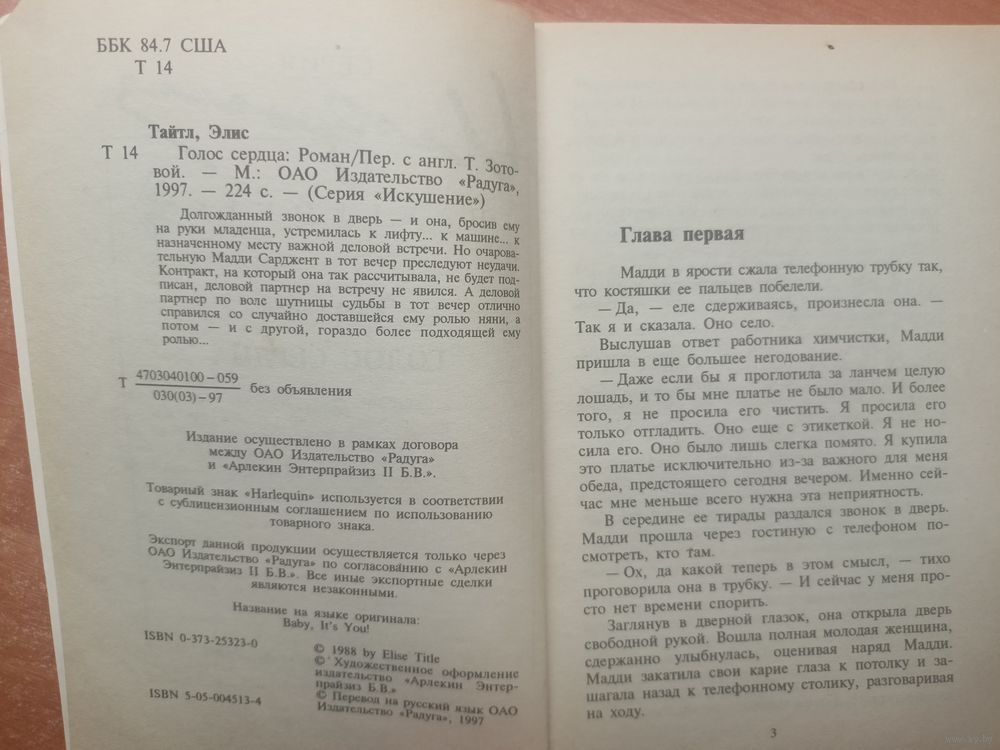 ББК 84.7 США
Т 14
Тайтл, Элис
Т 14 Голос сердца: Роман/Пер. с англ. Т. Зото-
вой. — М.: ОАО Издательство «Радуга»,
1997. — 224 с. — (Серия «Искушение»)
Долгожданный звонок в дверь — и она, бросив ему
на руки младенца, устремилась к лифту... к машине... к
назначенному месту важной деловой встречи. Но очарова-
тельную Мадди Сарджент в тот вечер преследуют неудачи.
Контракт, на который она так рассчитывала, не будет под-
писан, деловой партнер на встречу не явился. А деловой
партнер по воле шутницы судьбы в тот вечер отлично
справился со случайно доставшейся ему ролью няни, а
потом — и с другой, гораздо более подходящей ему
ролью...
Т 4703040100-059 без объявления
030(03)-97
Издание осуществлено в рамках договора
между ОАО Издательство «Радуга»
и «Арлекин Энтерпрайзиз II Б.В.».
Товарный знак «Harlequin» используется в соответствии
с сублицензионным соглашением по использованию
товарного знака.
Экспорт данной продукции осуществляется только через
ОАО Издательство «Радуга» по согласованию с «Арлекин
Энтерпрайзиз II Б.В.». Все иные экспортные сделки
являются незаконными.
Название на языке оригинала:
Baby, It's You!
ISBN 0-373-25323-0
© 1988 by Elise Title
© Художественное оформление
издательство «Арлекин Энтер-
прайзиз Б.В.»
ISBN 5-05-004513-4
© Перевод на русский язык ОАО
Издательство «Радуга», 1997
Глава первая
Мадди в ярости сжала телефонную трубку так,
что костяшки ее пальцев побелели.
— Да, — еле сдерживаясь, произнесла она. —
Так я и сказала. Оно село.
Выслушав ответ работника химчистки, Мадди
пришла в еще большее негодование.
— Даже если бы я проглотила за ланчем целую
лошадь, и то бы мне платье не было мало. И более
того, я не просила его чистить. Я просила его
только отгладить. Оно еще с этикеткой. Я не но-
сила его. Оно было лишь слегка помято. Я купила
это платье исключительно из-за важного для меня
обеда, предстоящего сегодня вечером. Именно сей-
час мне меньше всего нужна эта неприятность.
В середине ее тирады раздался звонок в дверь.
Мадди прошла через гостиную с телефоном по-
смотреть, кто там.
— Ох, да какой теперь в этом смысл, — тихо
проговорила она в трубку. — И сейчас у меня про-
сто нет времени спорить.
Заглянув в дверной глазок, она открыла дверь
свободной рукой. Вошла полная молодая женщина,
сдержанно улыбнулась, оценивая наряд Мадди.
Мадди закатила свои карие глаза к потолку и за-
шагала назад к телефонному столику, разговаривая
на ходу.
3